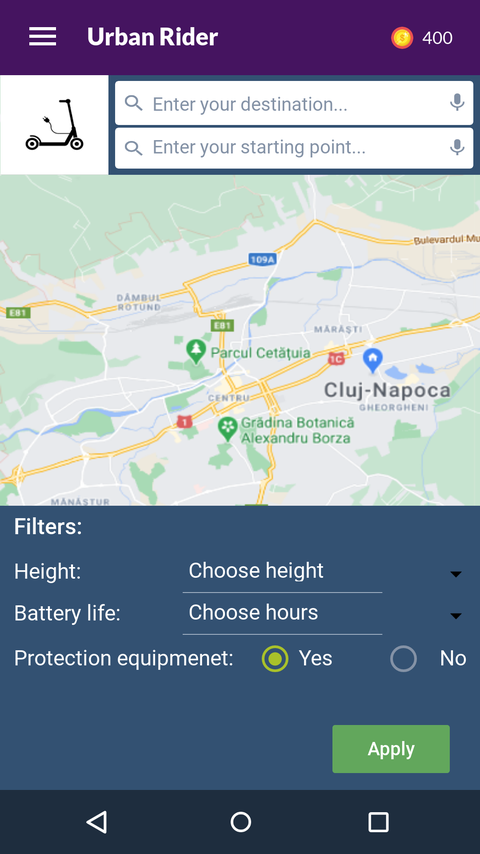 Urban Rider
400
Enter your destination...
Enter your starting point...
Bulevardul Mu
109A
DÂMBUL
ROTUND
E81
E81
MĂRĂȘTI
Parcul Cetățuia
1C
Cluj-Napoca
CENTRU
GHEORGHENI
1
Grădina Botanică
Alexandru Borza
MĂNĂȘTUR
Filters:
Height:
Choose height
Battery life:
Choose hours
Protection equipmenet:
Yes
No
Apply